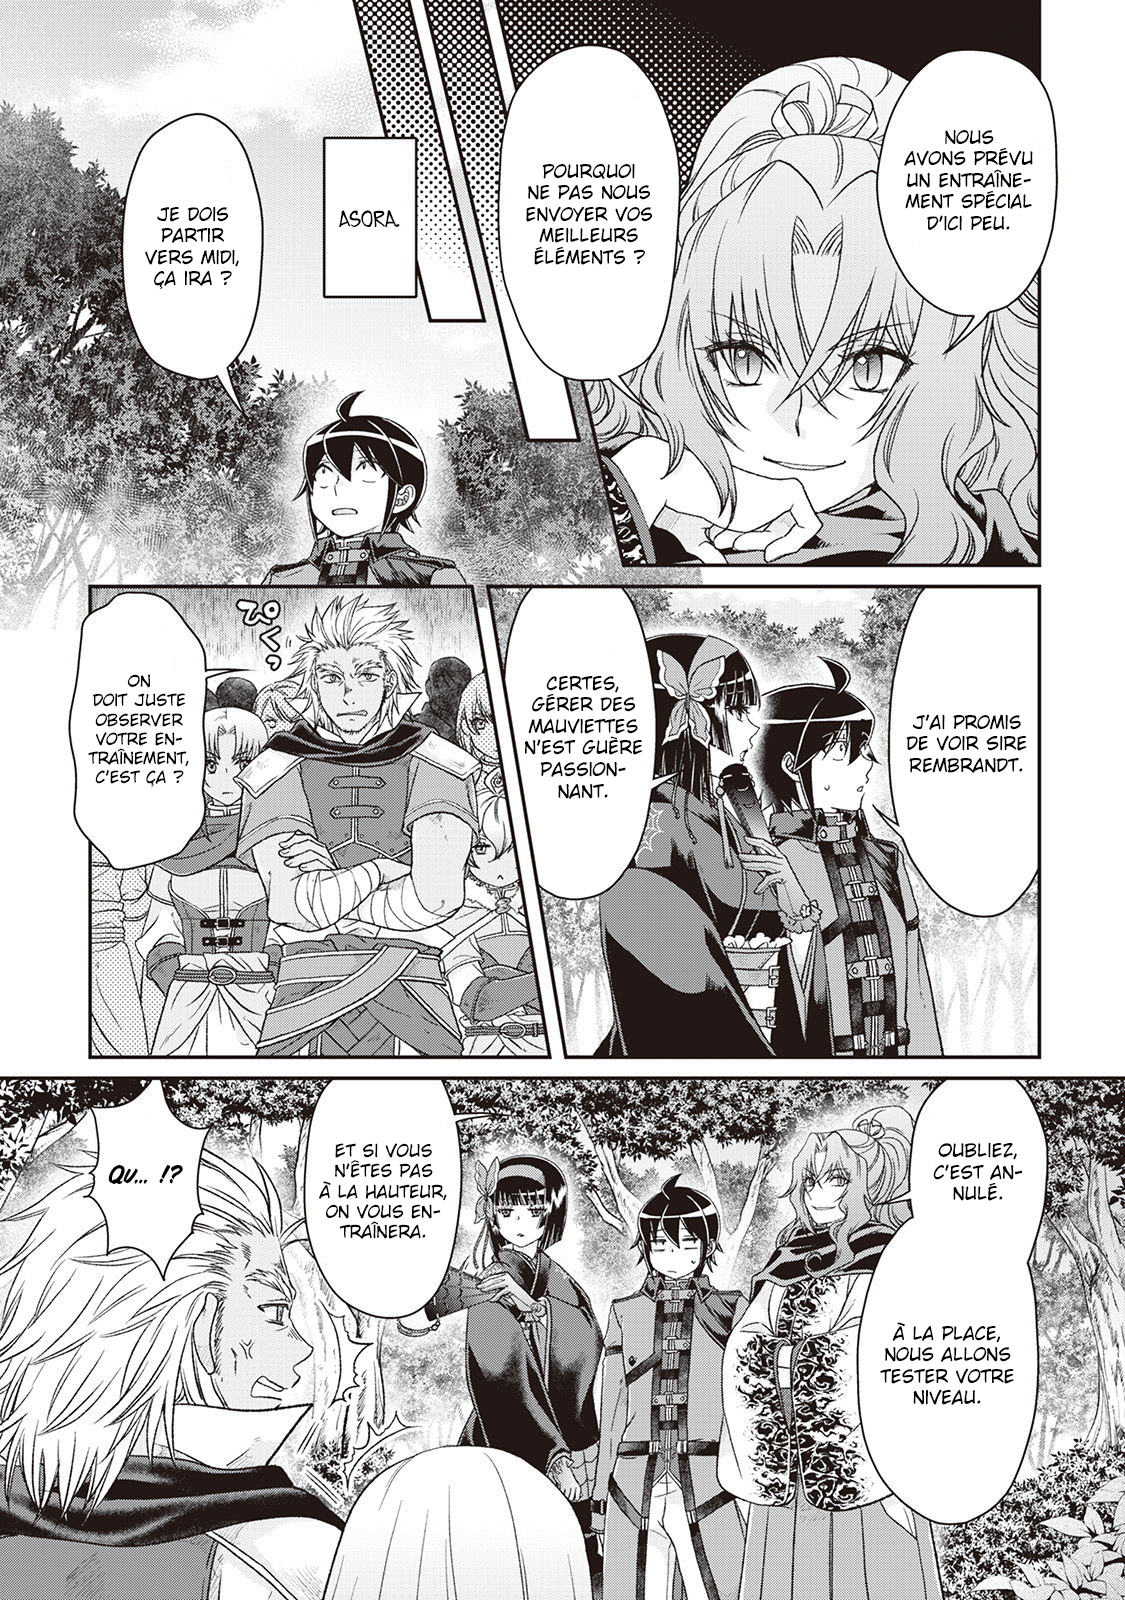 NOUS
AVONS PRÉVU
UN ENTRAÎNE-
MENT SPÉCIAL
D'ICI PEU.
POURQUOI
NE PAS NOUS
ENVOYER VOS
MEILLEURS
ÉLÉMENTS ?
ASORA.
JE DOIS
PARTIR
VERS MIDI,
ÇA IRA ?
J'AI PROMIS
DE VOIR SIRE
REMBRANDT.
CERTES,
GÉRER DES
MAUVIETTES
N'EST GUÈRE
PASSION-
NANT.
ぴくっ
ON
DOIT JUSTE
OBSERVER
VOTRE EN-
TRAÎNEMENT,
C'EST ÇA ?
OUBLIEZ,
C'EST AN-
NULÉ.
À LA PLACE,
NOUS ALLONS
TESTER VOTRE
NIVEAU.
ET SI VOUS
N'ÊTES PAS
À LA HAUTEUR,
ON VOUS EN-
TRAÎNERA.
QU... !?